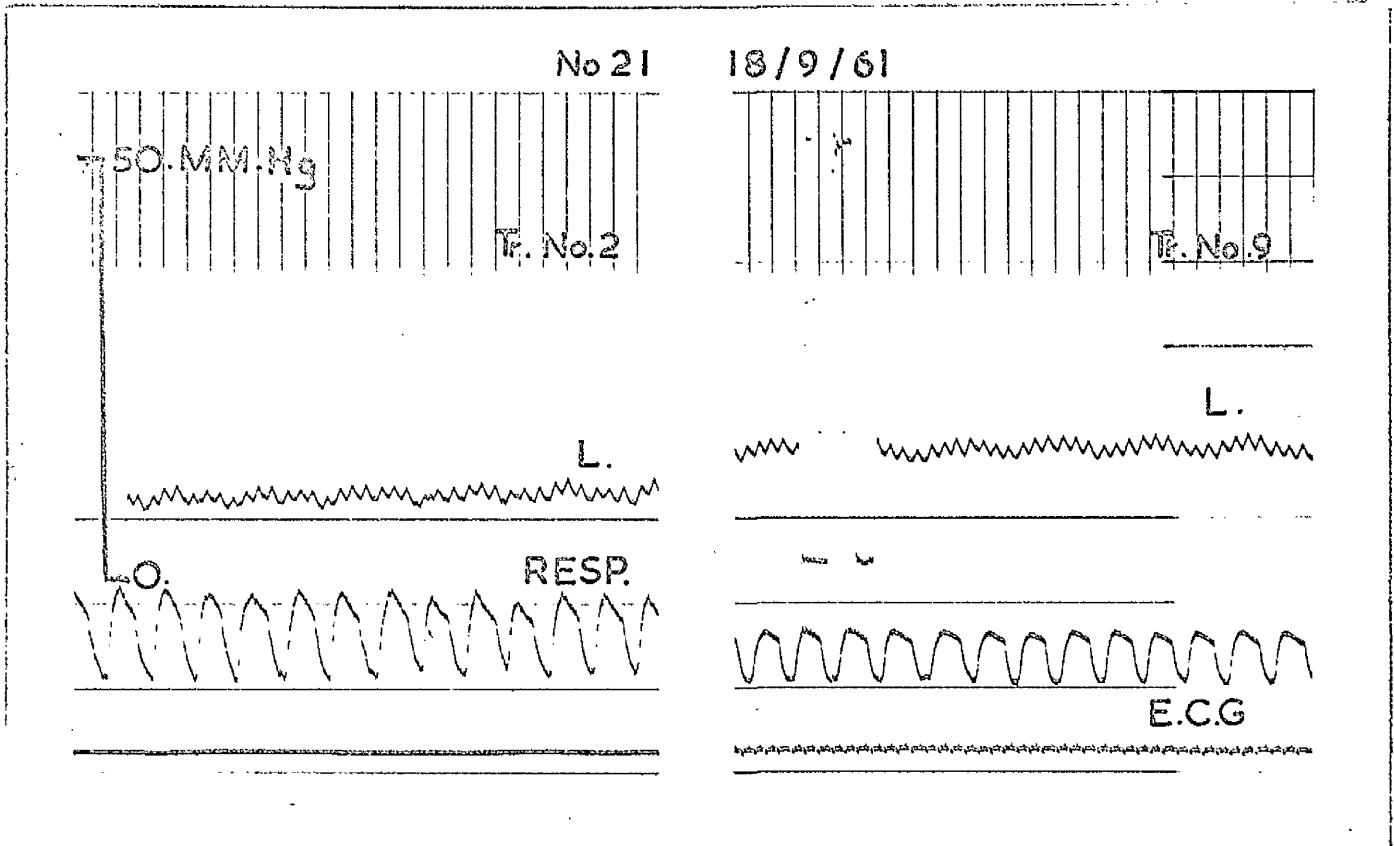 No 21 18/9/61
50.MM.Hg
Tr. No.2
Tr. No.9
L.
L.
O.
RESP.
E.C.G